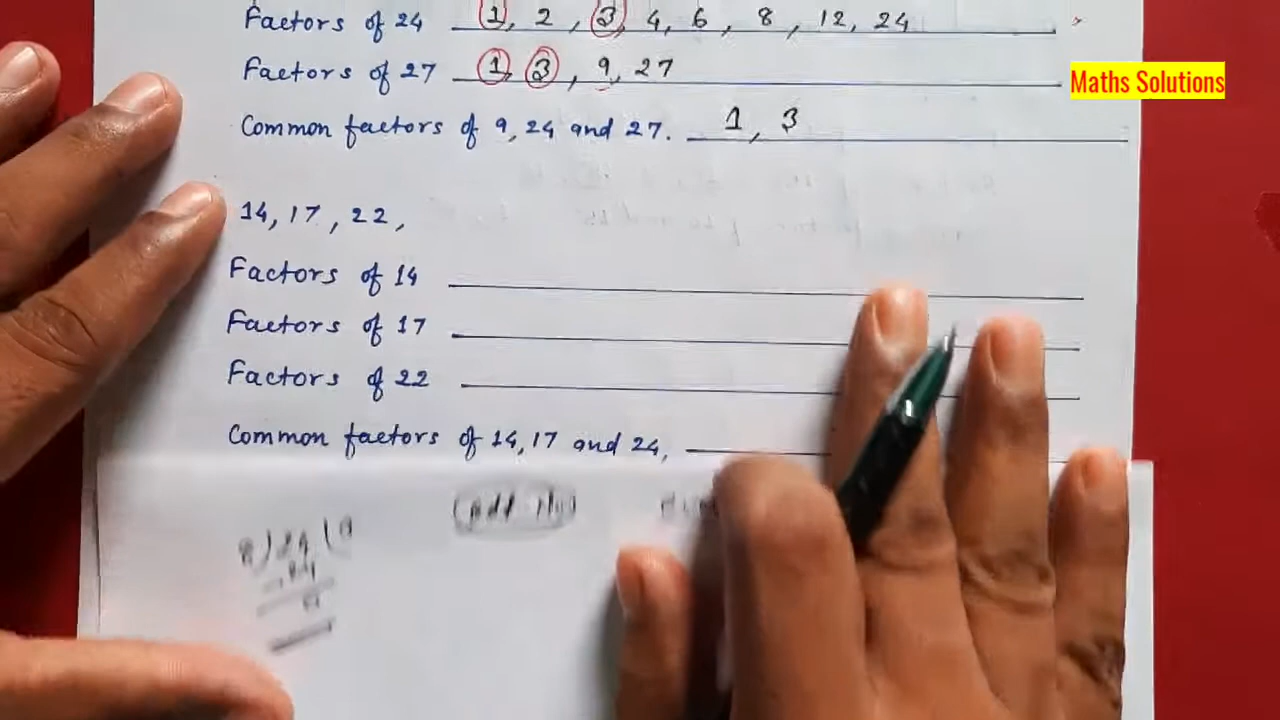 Factors of 24 1, 2, 3, 4, 6, 8, 12, 24
Factors of 27 1, 3, 9, 27
Maths Solutions
Common factors of 9, 24 and 27. 1, 3
14, 17, 22,
Factors of 14
Factors of 17
Factors of 22
Common factors of 14, 17 and 24,